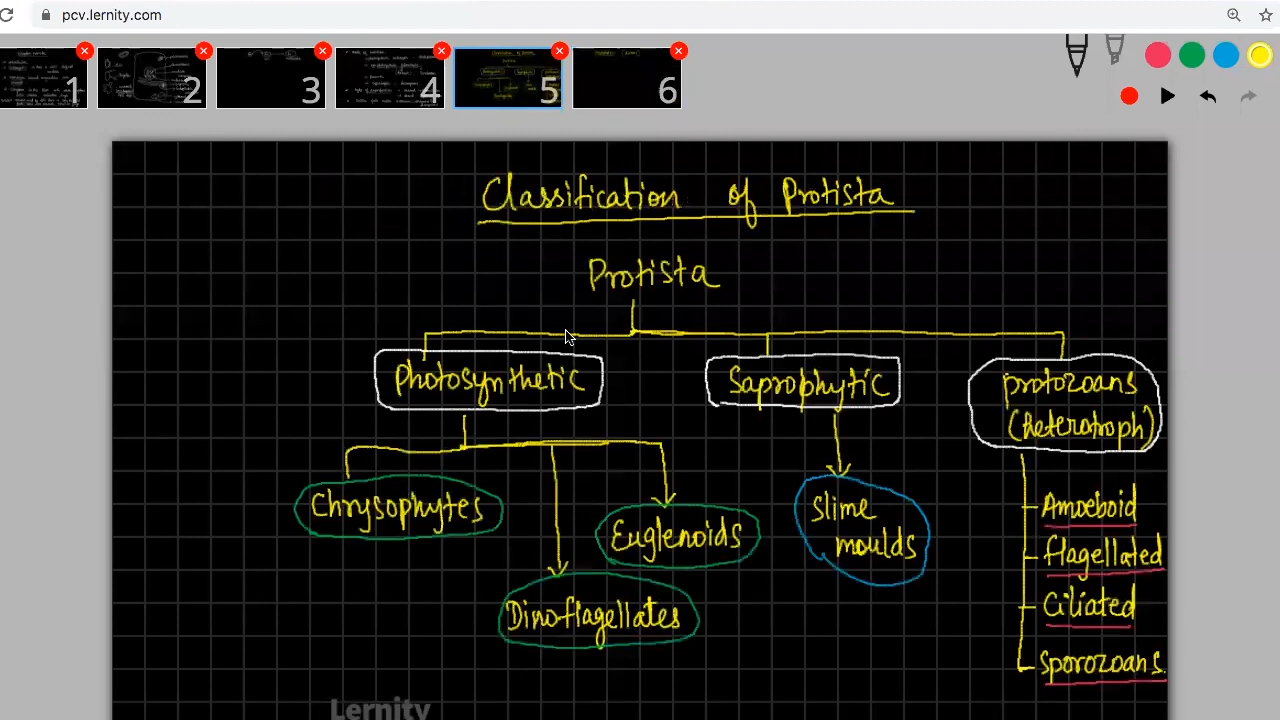 pcv.lernity.com
1
2
3
4
5
6
Classification of Protista
Protista
Photosynthetic
Saprophytic
protozoans
(heterotroph)
Chrysophytes
Euglenoids
Dinoflagellates
Slime
moulds
Amoeboid
flagellated
Ciliated
Sporozoans.
Lernity